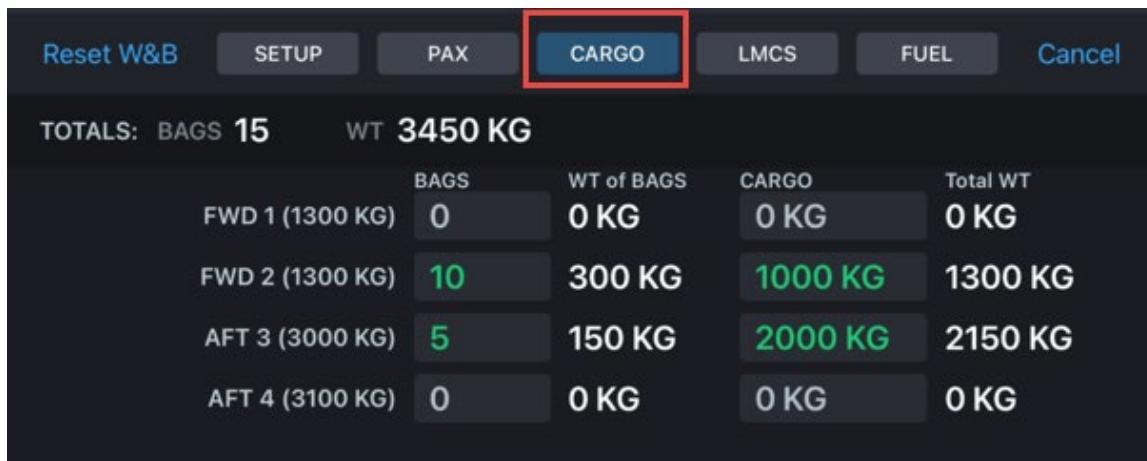 Reset W&B SETUP PAX CARGO LMCS FUEL Cancel
TOTALS: BAGS 15 WT 3450 KG
BAGS WT of BAGS CARGO Total WT
FWD 1 (1300 KG) 0 0 KG 0 KG 0 KG
FWD 2 (1300 KG) 10 300 KG 1000 KG 1300 KG
AFT 3 (3000 KG) 5 150 KG 2000 KG 2150 KG
AFT 4 (3100 KG) 0 0 KG 0 KG 0 KG